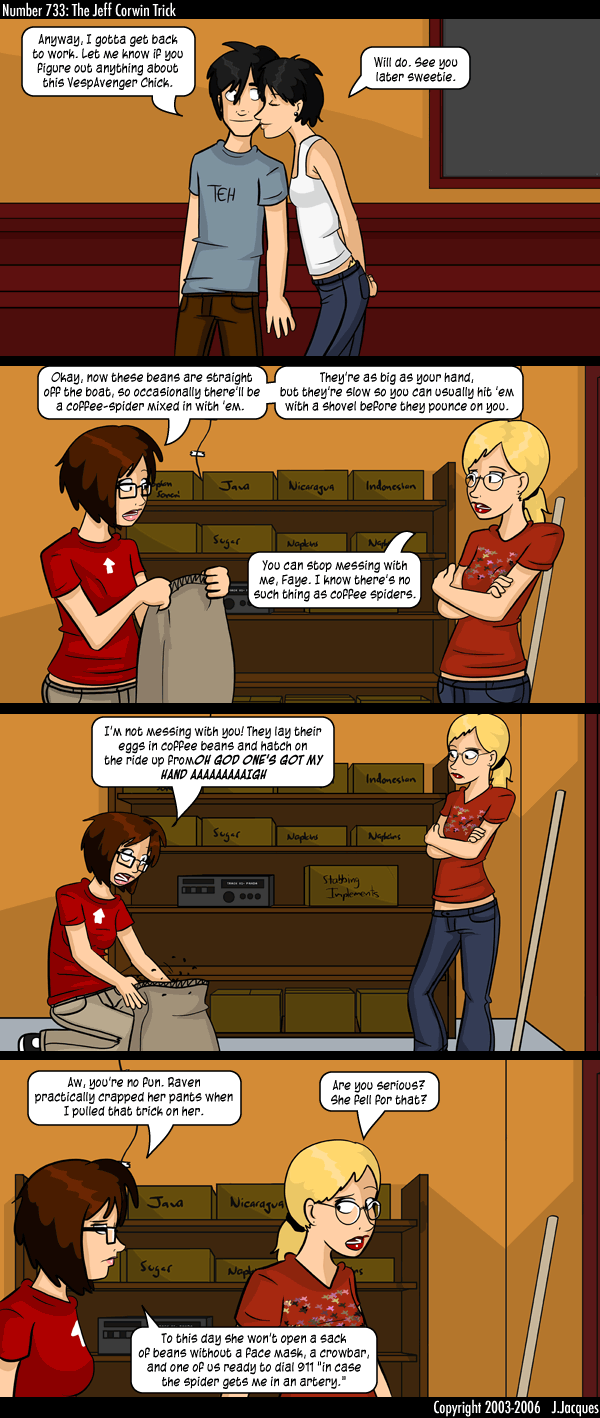 Number 733: The Jeff Corwin Trick
Anyway, I gotta get back
to work. Let me know if you
figure out anything about
this VespAvenger Chick.
Will do. See you
later sweetie.
TEH
Okay, now these beans are straight
off the boat, so occasionally there'll be
a coffee-spider mixed in with 'em.
They're as big as your hand,
but they're slow so you can usually hit 'em
with a shovel before they pounce on you.
Java
Nicaragua
Indonesian
Sugar
Napkins
Napkins
You can stop messing with
me, Faye. I know there's no
such thing as coffee spiders.
I'm not messing with you! They lay their
eggs in coffee beans and hatch on
the ride up fromOH GOD ONE'S GOT MY
HAND AAAAAAAAIGH
Indonesian
Sugar
Napkins
Napkins
Stabbing
Implements
Aw, you're no fun. Raven
practically crapped her pants when
I pulled that trick on her.
Are you serious?
She fell for that?
Java
Nicaragua
Sugar
To this day she won't open a sack
of beans without a face mask, a crowbar,
and one of us ready to dial 911 "in case
the spider gets me in an artery."
Copyright 2003-2006 J.Jacques